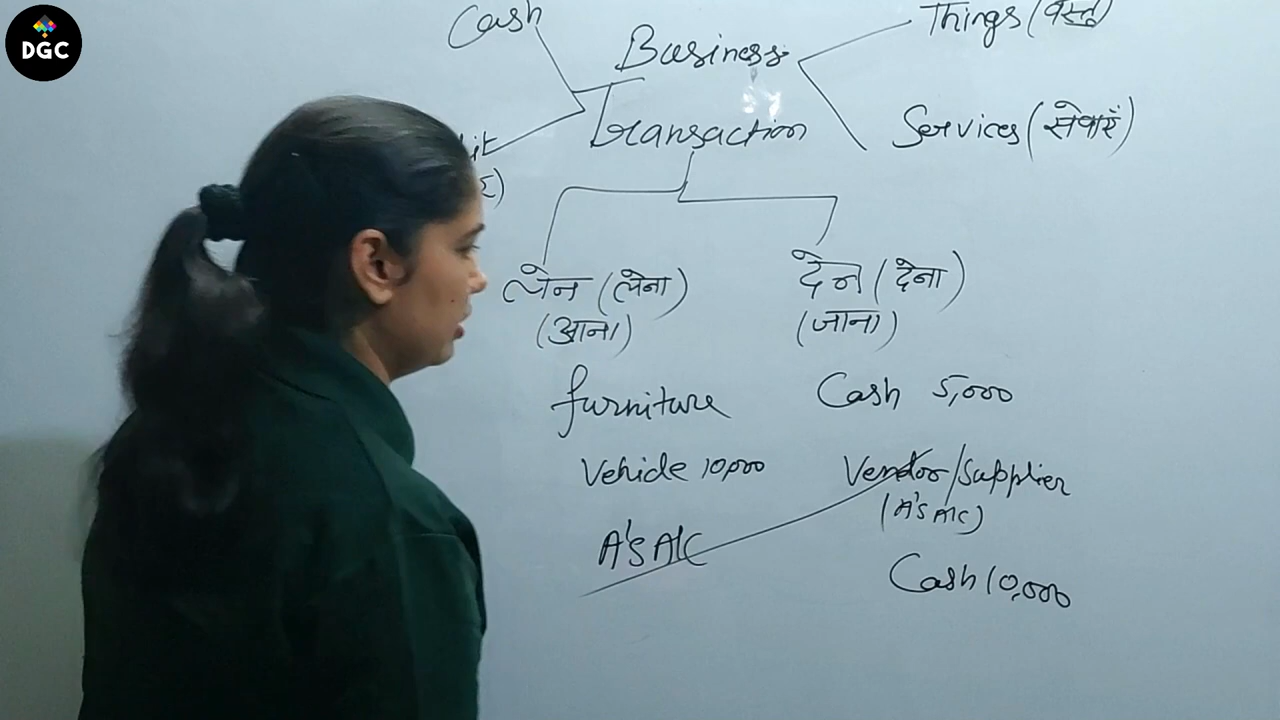 DGC
Cash
Things (वस्तु)
Business
Transaction
Services (सेवाएँ)
लेन (लेना)
(आना)
देन (देना)
(जाना)
furniture
Cash 5,000
Vehicle 10,000
Vendor/Supplier
(A's A/c)
A's A/C
Cash 10,000